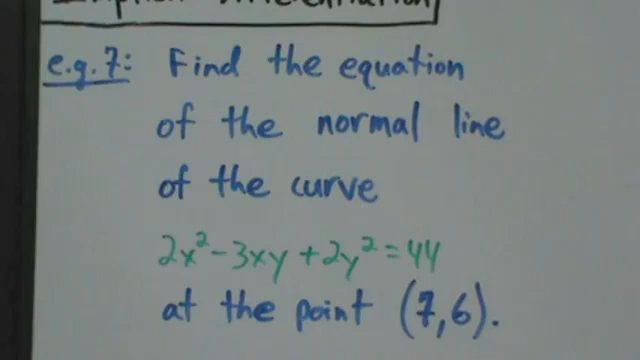 Differentiation
e.g.7: Find the equation
of the normal line
of the curve
2x² - 3xy + 2y² = 44
at the point (7,6).